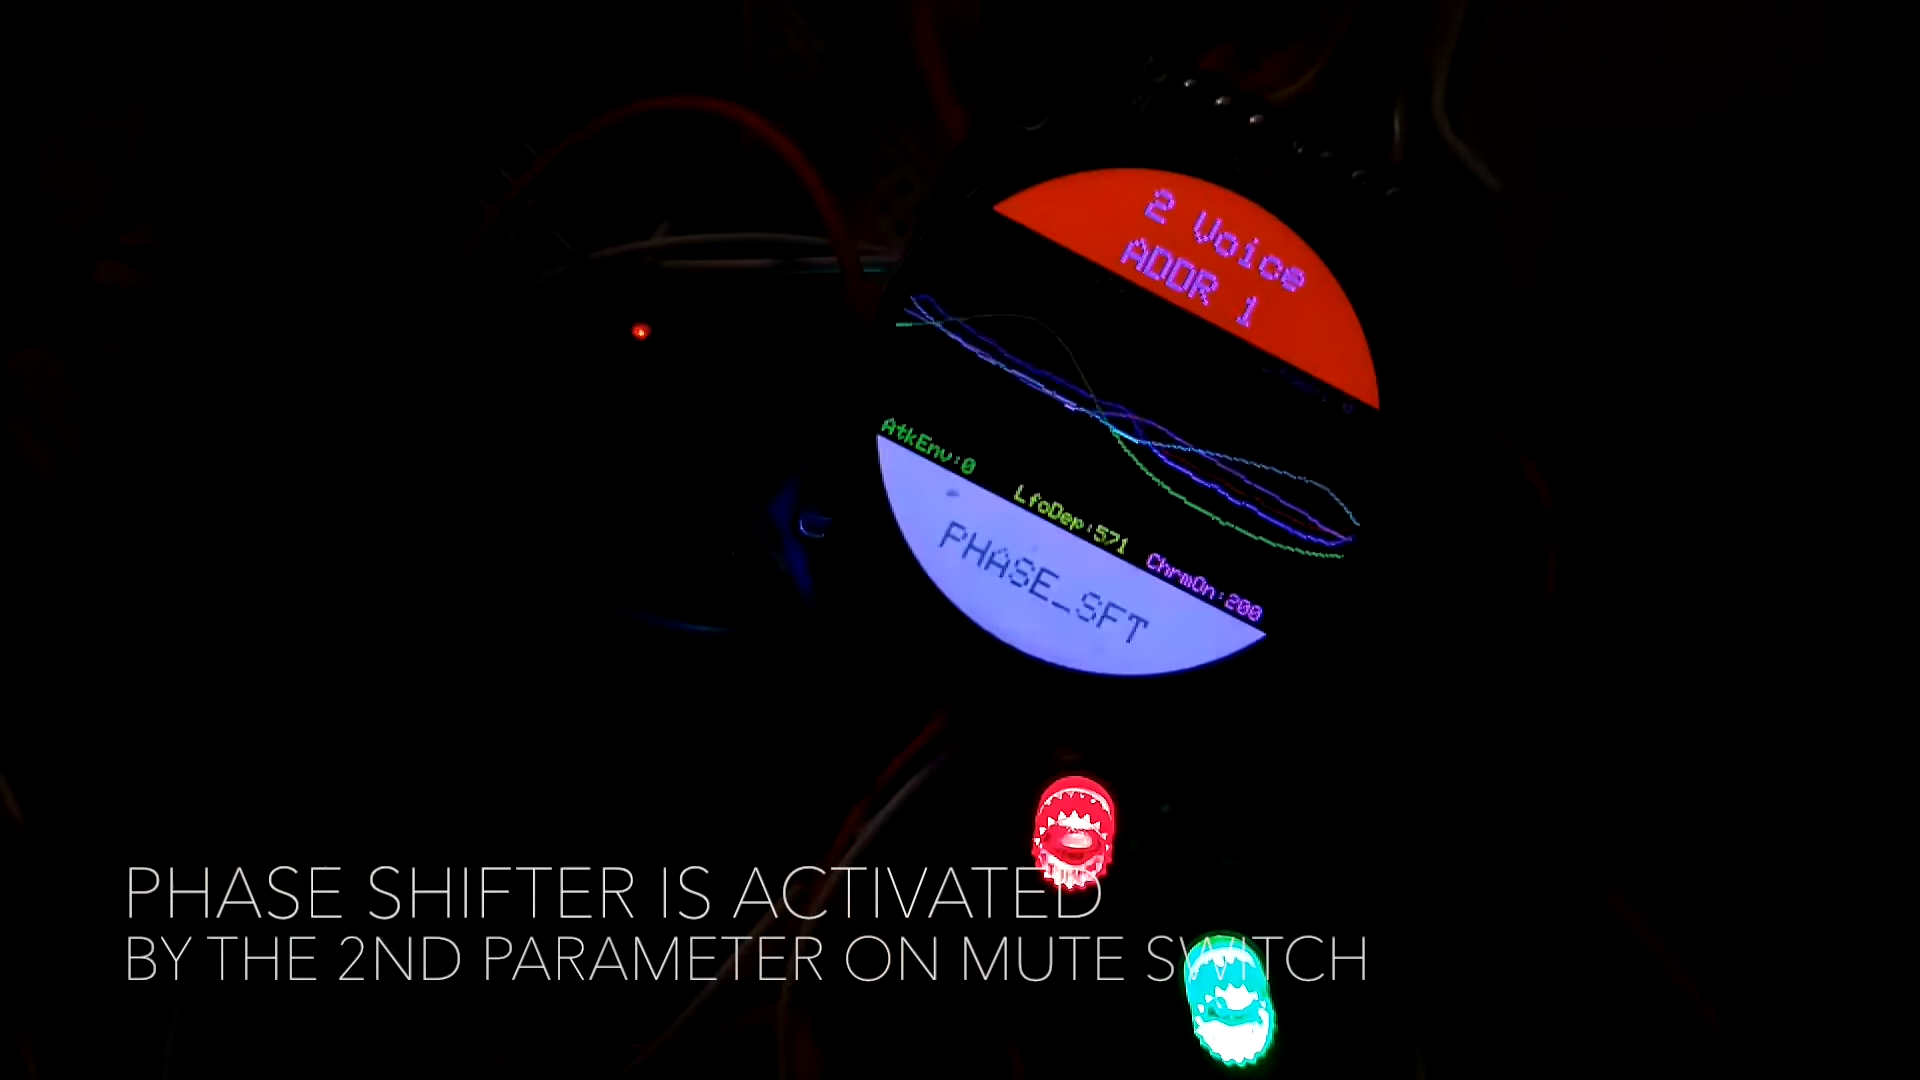 2 Voice
ADDR 1
AtkEnv:0
LfoDep:571
ChrmOn:200
PHASE_SFT
PHASE SHIFTER IS ACTIVATED
BY THE 2ND PARAMETER ON MUTE SWITCH